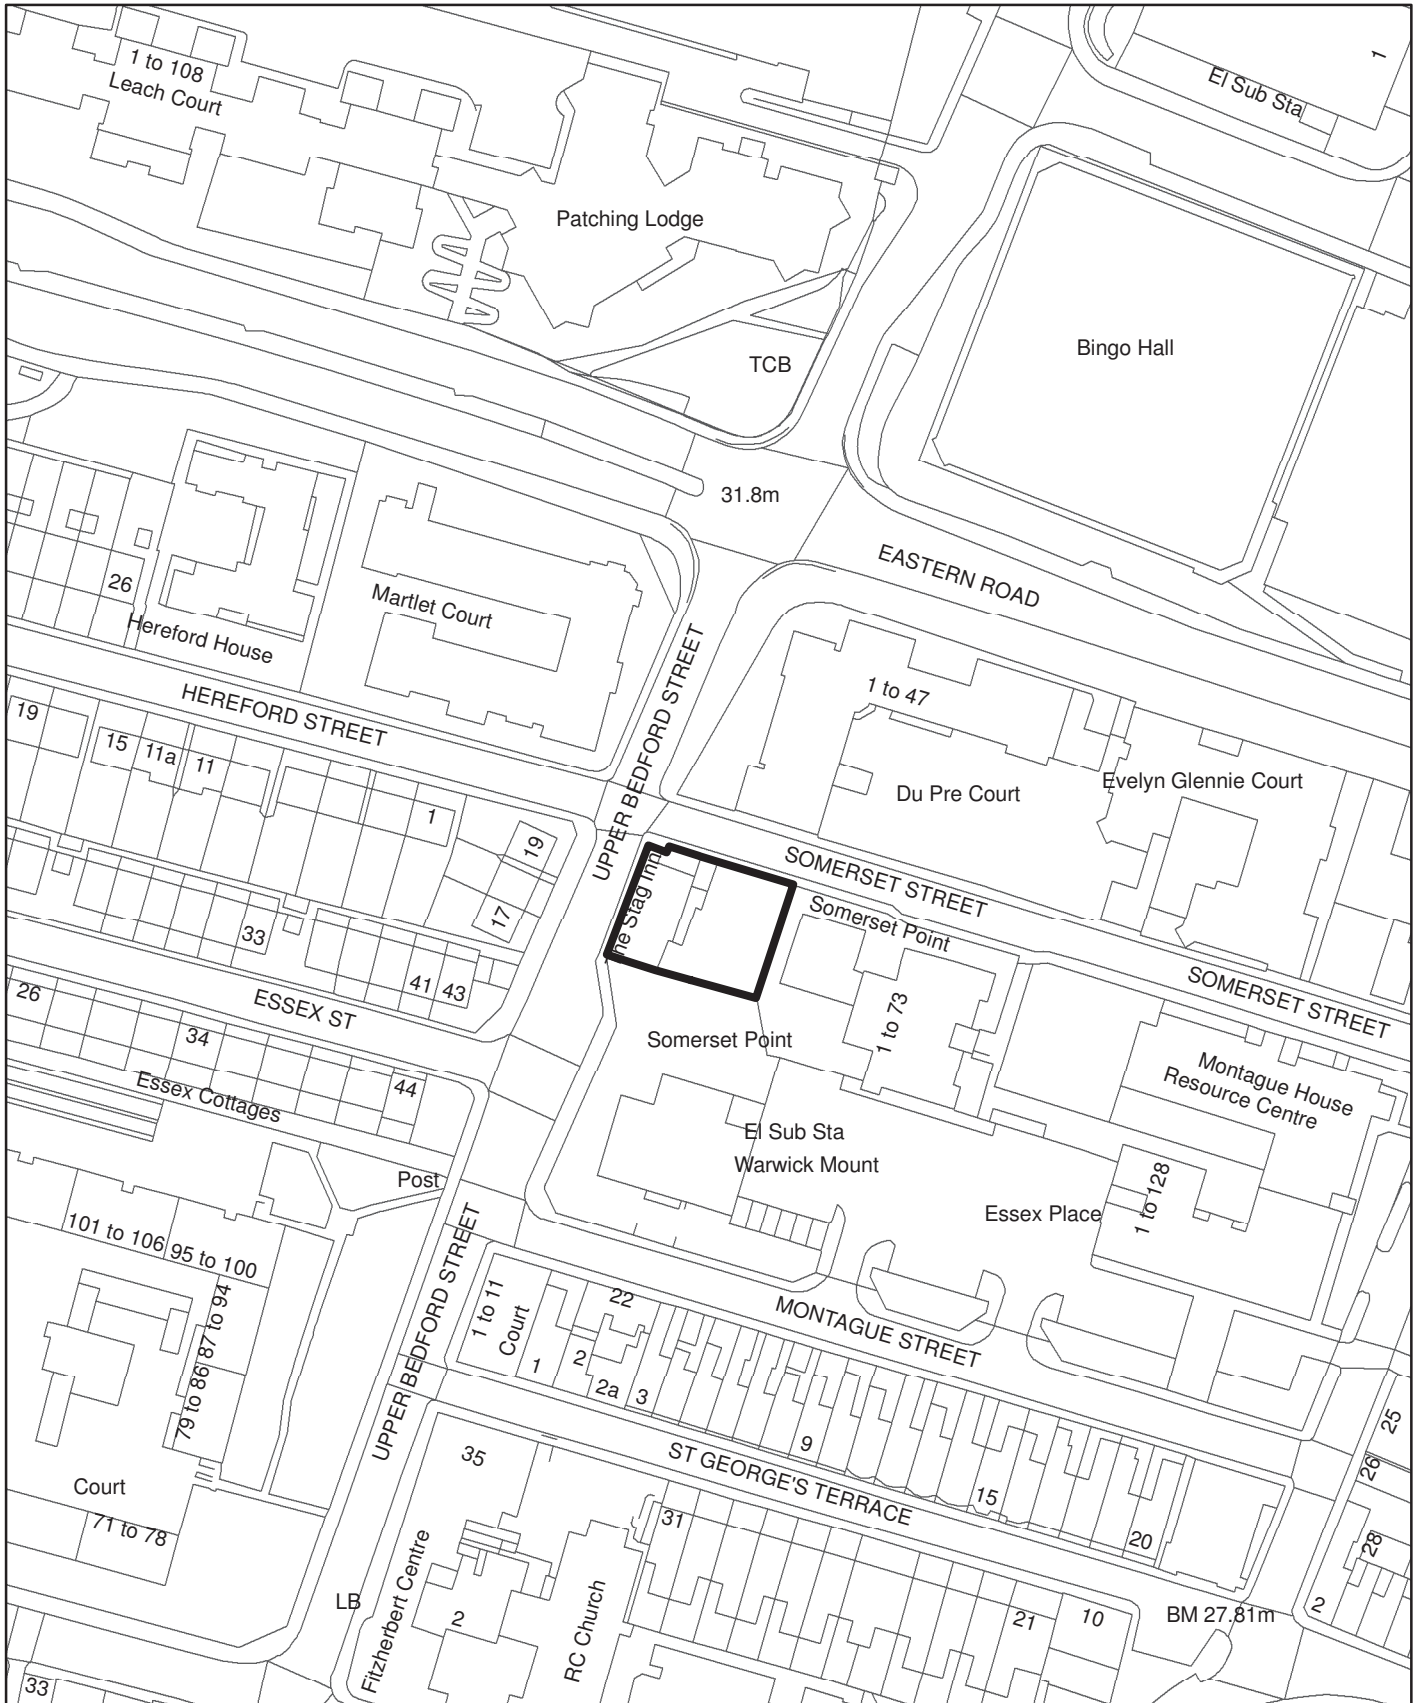 1 to 108
Leach Court
El Sub Sta
1
Patching Lodge
Bingo Hall
TCB
31.8m
EASTERN ROAD
26
Hereford House
Martlet Court
HEREFORD STREET
UPPER BEDFORD STREET
1 to 47
Du Pre Court
Evelyn Glennie Court
19
15
11a
11
1
19
17
SOMERSET STREET
The Stag Inn
Somerset Point
33
41
43
ESSEX ST
26
34
44
Essex Cottages
1 to 73
SOMERSET STREET
Somerset Point
Montague House
Resource Centre
El Sub Sta
Warwick Mount
Post
Essex Place
1 to 128
101 to 106
95 to 100
87 to 94
79 to 86
UPPER BEDFORD STREET
1 to 11
Court
22
1
2
2a
3
MONTAGUE STREET
9
15
20
25
26
28
2
Court
71 to 78
35
ST GEORGE'S TERRACE
31
21
10
BM 27.81m
LB
Fitzherbert Centre
2
RC Church
33